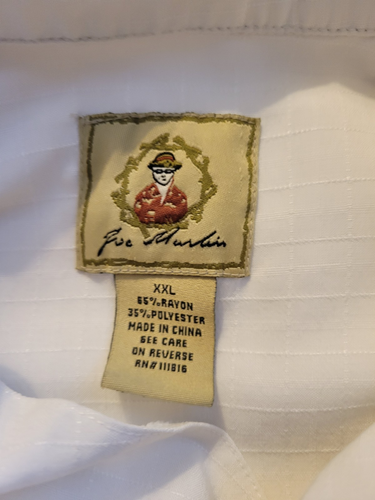 Joe Marlin
XXL
65%RAYON
35%POLYESTER
MADE IN CHINA
SEE CARE
ON REVERSE
RN#111816